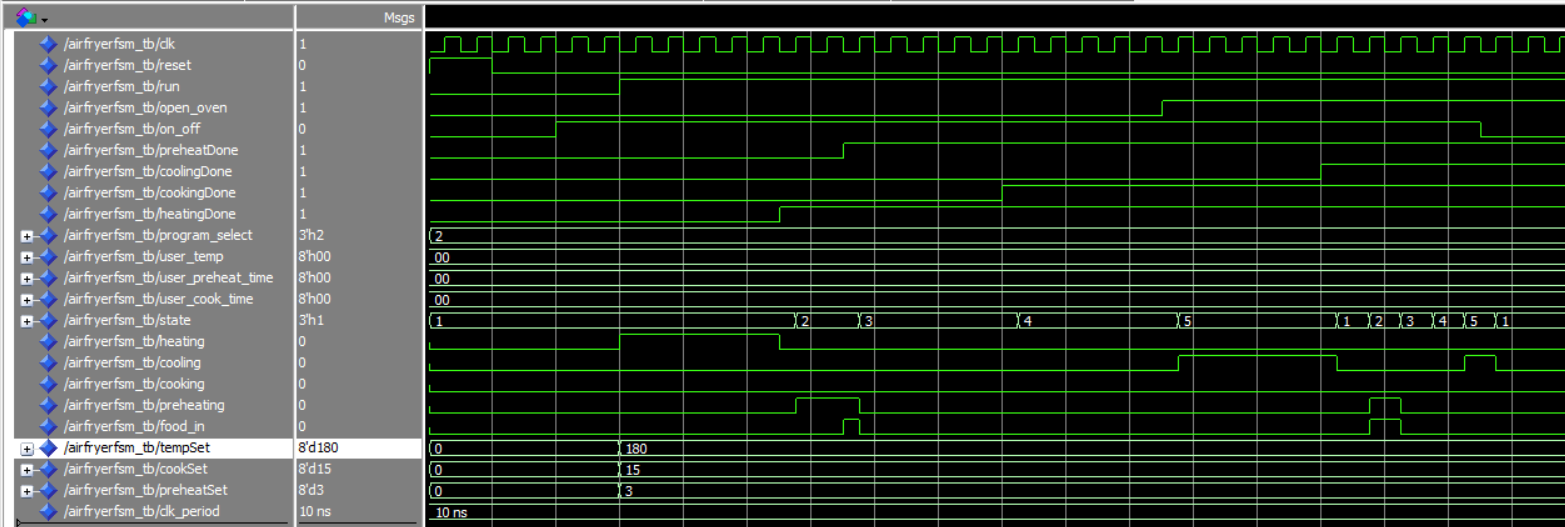 Msgs
/airfryerfsm_tb/clk 1
/airfryerfsm_tb/reset 0
/airfryerfsm_tb/run 1
/airfryerfsm_tb/open_oven 1
/airfryerfsm_tb/on_off 0
/airfryerfsm_tb/preheatDone 1
/airfryerfsm_tb/coolingDone 1
/airfryerfsm_tb/cookingDone 1
/airfryerfsm_tb/heatingDone 1
/airfryerfsm_tb/program_select 3'h2 2
/airfryerfsm_tb/user_temp 8'h00 00
/airfryerfsm_tb/user_preheat_time 8'h00 00
/airfryerfsm_tb/user_cook_time 8'h00 00
/airfryerfsm_tb/state 3'h1 1 2 3 4 5 1 2 3 4 5 1
/airfryerfsm_tb/heating 0
/airfryerfsm_tb/cooling 0
/airfryerfsm_tb/cooking 0
/airfryerfsm_tb/preheating 0
/airfryerfsm_tb/food_in 0
/airfryerfsm_tb/tempSet 8'd180 0 180
/airfryerfsm_tb/cookSet 8'd15 0 15
/airfryerfsm_tb/preheatSet 8'd3 0 3
/airfryerfsm_tb/clk_period 10 ns 10 ns